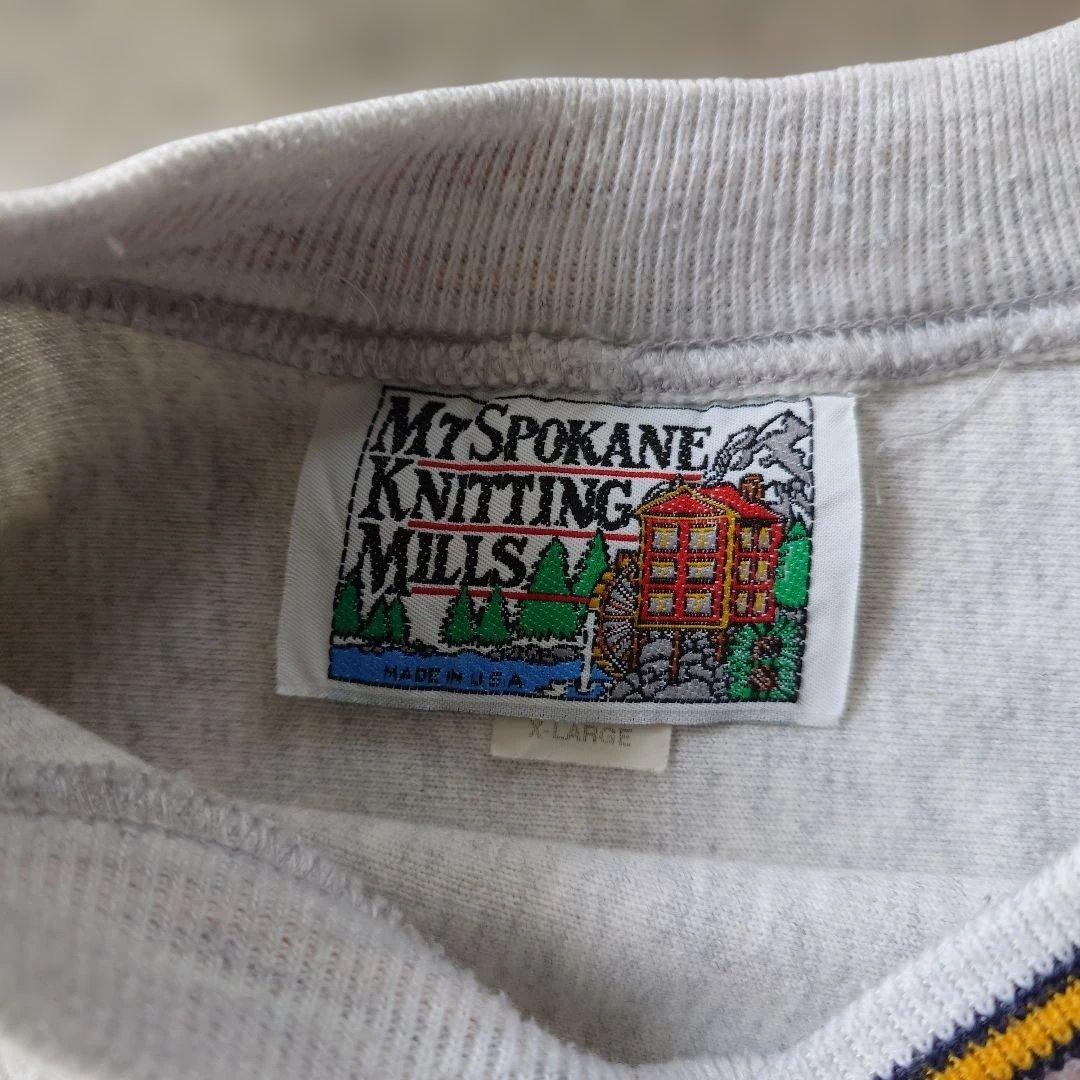 MT SPOKANE
KNITTING
MILLS
MADE IN U S A
X-LARGE